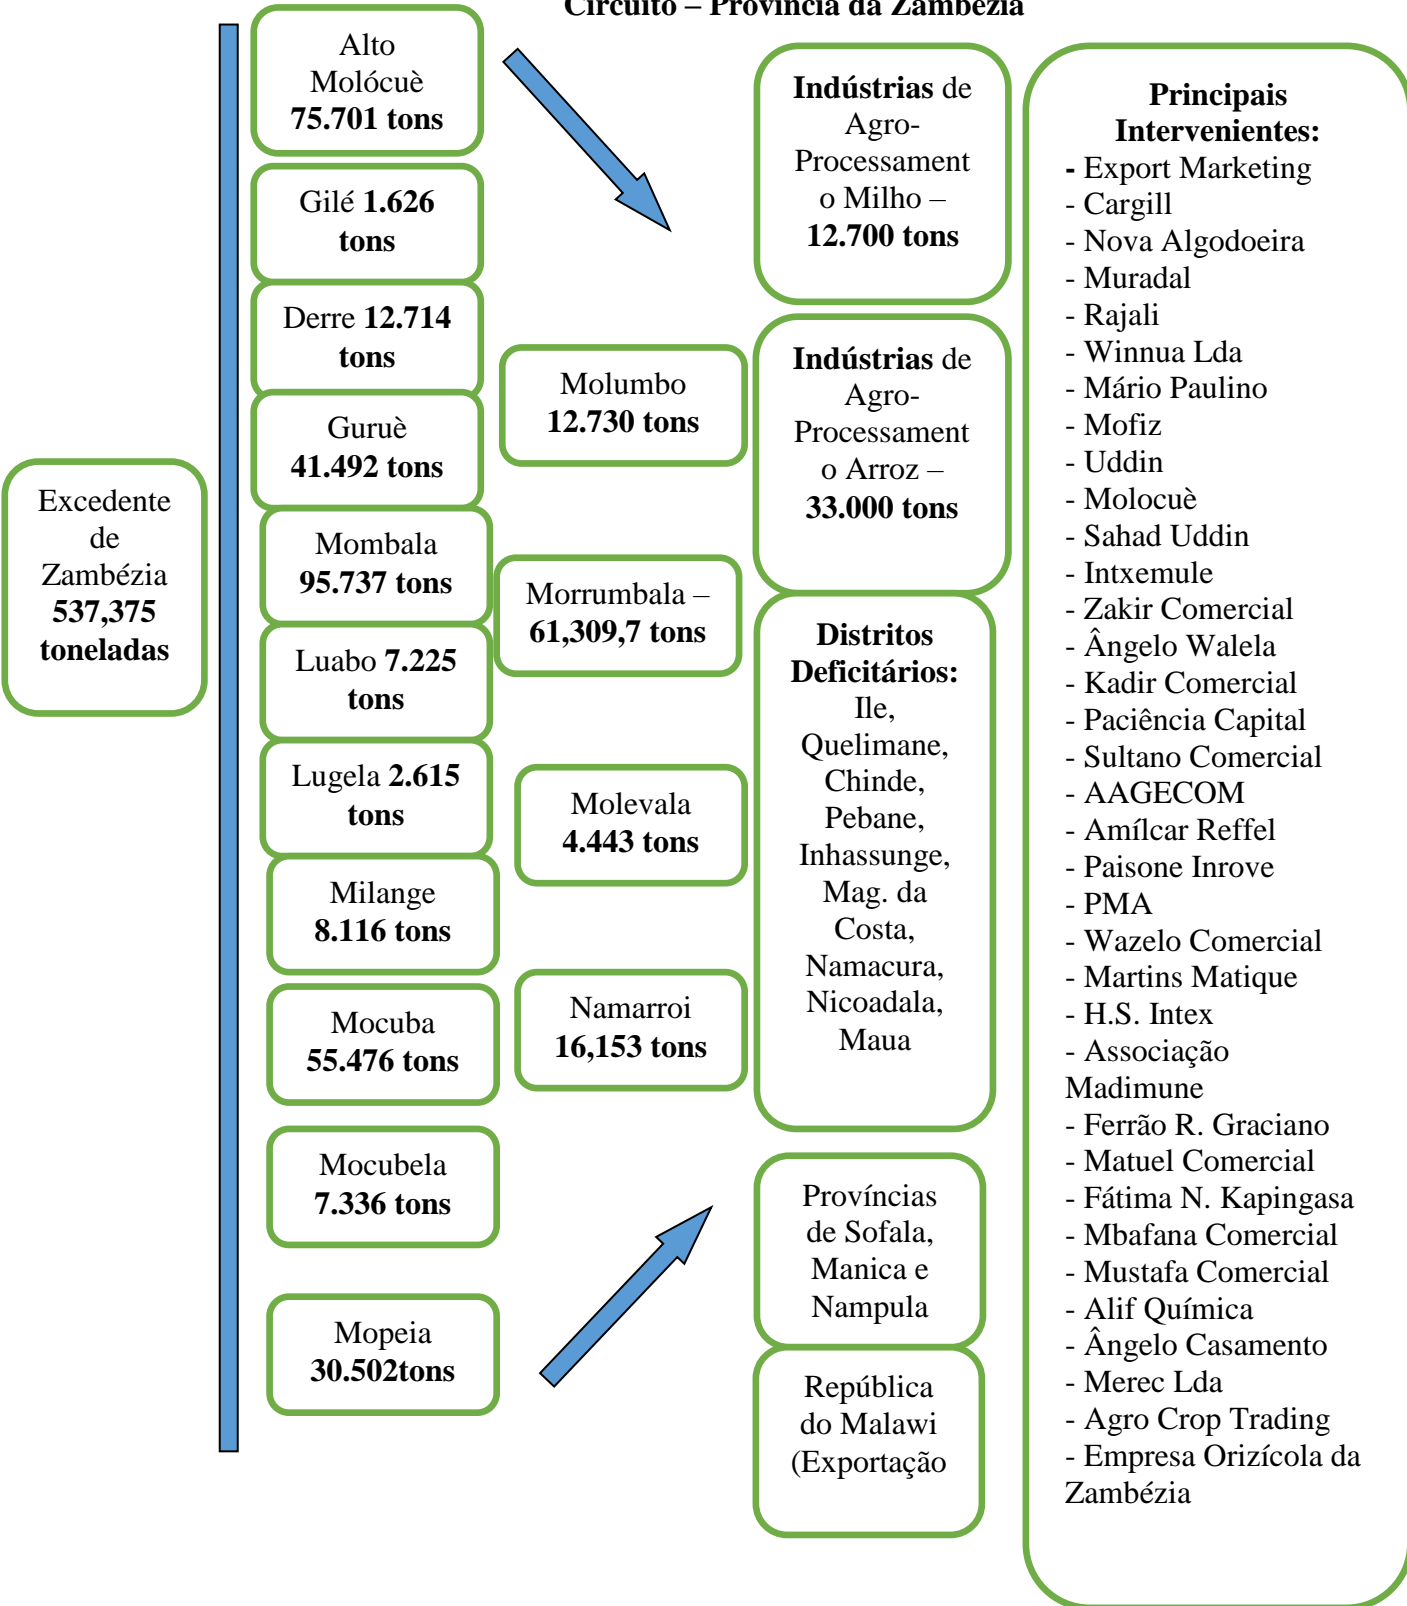 Circuito – Província da Zambézia
Excedente
de
Zambézia
537,375
toneladas
Alto
Molócuè
75.701 tons
Gilé 1.626
tons
Derre 12.714
tons
Guruè
41.492 tons
Mombala
95.737 tons
Luabo 7.225
tons
Lugela 2.615
tons
Milange
8.116 tons
Mocuba
55.476 tons
Mocubela
7.336 tons
Mopeia
30.502tons
Molumbo
12.730 tons
Morrumbala –
61,309,7 tons
Molevala
4.443 tons
Namarroi
16,153 tons
Indústrias de
Agro-
Processament
o Milho –
12.700 tons
Indústrias de
Agro-
Processament
o Arroz –
33.000 tons
Distritos
Deficitários:
Ile,
Quelimane,
Chinde,
Pebane,
Inhassunge,
Mag. da
Costa,
Namacura,
Nicoadala,
Maua
Províncias
de Sofala,
Manica e
Nampula
República
do Malawi
(Exportação
Principais
Intervenientes:
- Export Marketing
- Cargill
- Nova Algodoeira
- Muradal
- Rajali
- Winnua Lda
- Mário Paulino
- Mofiz
- Uddin
- Molocuè
- Sahad Uddin
- Intxemule
- Zakir Comercial
- Ângelo Walela
- Kadir Comercial
- Paciência Capital
- Sultano Comercial
- AAGECOM
- Amílcar Reffel
- Paisone Inrove
- PMA
- Wazelo Comercial
- Martins Matique
- H.S. Intex
- Associação
Madimune
- Ferrão R. Graciano
- Matuel Comercial
- Fátima N. Kapingasa
- Mbafana Comercial
- Mustafa Comercial
- Alif Química
- Ângelo Casamento
- Merec Lda
- Agro Crop Trading
- Empresa Orizícola da
Zambézia